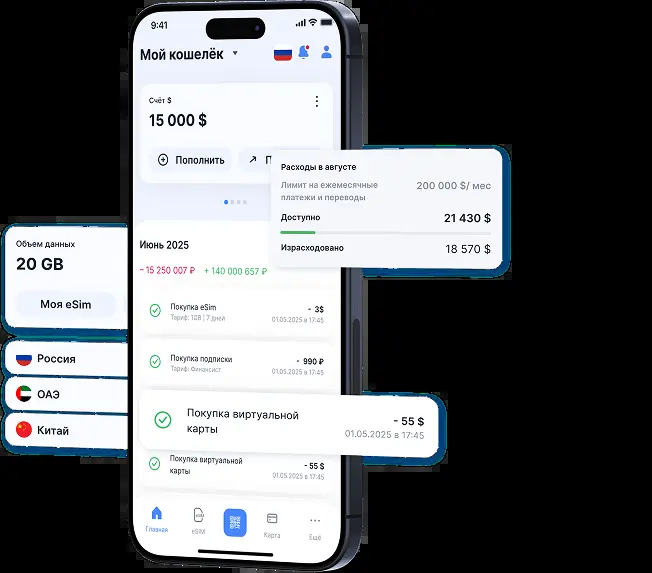 9:41
Мой кошелёк
Счёт $
15 000 $
Пополнить
П
Расходы в августе
Лимит на ежемесячные
платежи и переводы
200 000 $/ мес
Доступно
21 430 $
Израсходовано
18 570 $
Объем данных
20 GB
Моя eSim
Россия
ОАЭ
Китай
Июнь 2025
- 15 250 007 ₽ + 140 000 657 ₽
Покупка eSim
- 3$
Тариф: 1GB | 7 дней
01.05.2025 в 17:45
Покупка подписки
- 990 ₽
Тариф: Финансист
01.05.2025 в 17:45
Покупка виртуальной
карты
- 55 $
01.05.2025 в 17:45
Покупка виртуальной
карты
- 55 $
01.05.2025 в 17:45
Главная
eSIM
Карта
Ещё